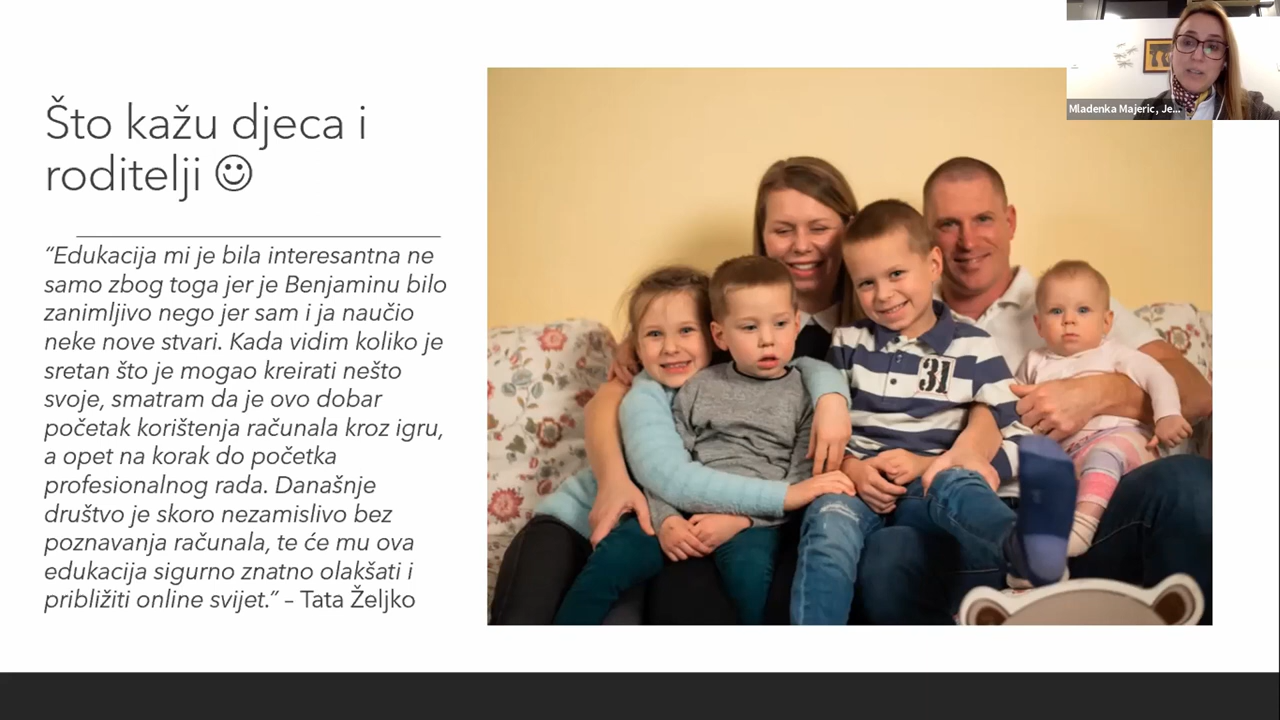 Što kažu djeca i
roditelji ☺
“Edukacija mi je bila interesantna ne
samo zbog toga jer je Benjaminu bilo
zanimljivo nego jer sam i ja naučio
neke nove stvari. Kada vidim koliko je
sretan što je mogao kreirati nešto
svoje, smatram da je ovo dobar
početak korištenja računala kroz igru,
a opet na korak do početka
profesionalnog rada. Današnje
društvo je skoro nezamislivo bez
poznavanja računala, te će mu ova
edukacija sigurno znatno olakšati i
približiti online svijet.” – Tata Željko
31
Mladenka Majeric, Je...